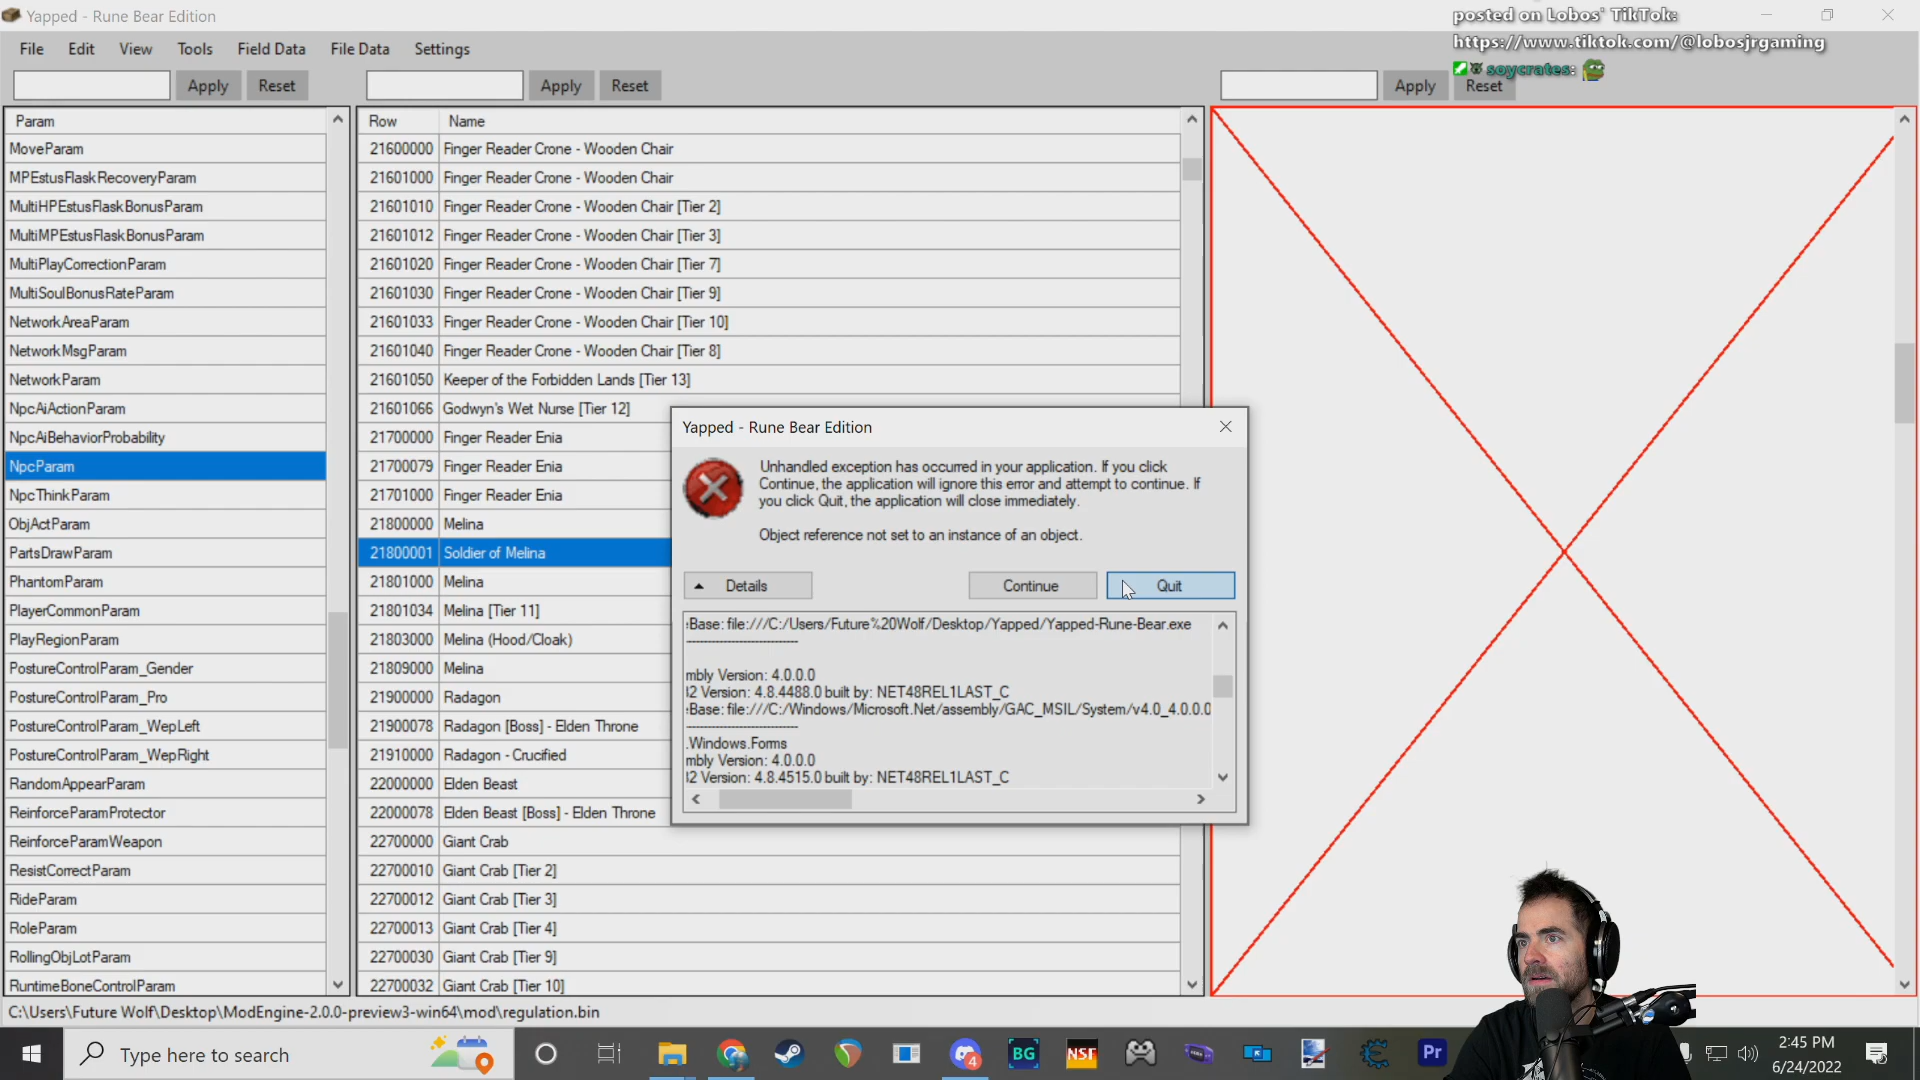 Yapped - Rune Bear Edition
posted on Lobos' TikTok:
https://www.tiktok.com/@lobosjrgaming
soycrates:
File Edit View Tools Field Data File Data Settings
Apply Reset Apply Reset Apply Reset
Param
MoveParam
MPEstusFlaskRecoveryParam
MultiHPEstusFlaskBonusParam
MultiMPEstusFlaskBonusParam
MultiPlayCorrectionParam
MultiSoulBonusRateParam
NetworkAreaParam
NetworkMsgParam
NetworkParam
NpcAiActionParam
NpcAiBehaviorProbability
NpcParam
NpcThinkParam
ObjActParam
PartsDrawParam
PhantomParam
PlayerCommonParam
PlayRegionParam
PostureControlParam_Gender
PostureControlParam_Pro
PostureControlParam_WepLeft
PostureControlParam_WepRight
RandomAppearParam
ReinforceParamProtector
ReinforceParamWeapon
ResistCorrectParam
RideParam
RoleParam
RollingObjLotParam
RuntimeBoneControlParam
Row Name
21600000 Finger Reader Crone - Wooden Chair
21601000 Finger Reader Crone - Wooden Chair
21601010 Finger Reader Crone - Wooden Chair [Tier 2]
21601012 Finger Reader Crone - Wooden Chair [Tier 3]
21601020 Finger Reader Crone - Wooden Chair [Tier 7]
21601030 Finger Reader Crone - Wooden Chair [Tier 9]
21601033 Finger Reader Crone - Wooden Chair [Tier 10]
21601040 Finger Reader Crone - Wooden Chair [Tier 8]
21601050 Keeper of the Forbidden Lands [Tier 13]
21601066 Godwyn's Wet Nurse [Tier 12]
21700000 Finger Reader Enia
21700079 Finger Reader Enia
21701000 Finger Reader Enia
21800000 Melina
21800001 Soldier of Melina
21801000 Melina
21801034 Melina [Tier 11]
21803000 Melina (Hood/Cloak)
21809000 Melina
21900000 Radagon
21900078 Radagon [Boss] - Elden Throne
21910000 Radagon - Crucified
22000000 Elden Beast
22000078 Elden Beast [Boss] - Elden Throne
22700000 Giant Crab
22700010 Giant Crab [Tier 2]
22700012 Giant Crab [Tier 3]
22700013 Giant Crab [Tier 4]
22700030 Giant Crab [Tier 9]
22700032 Giant Crab [Tier 10]
Yapped - Rune Bear Edition
Unhandled exception has occurred in your application. If you click
Continue, the application will ignore this error and attempt to continue. If
you click Quit, the application will close immediately.
Object reference not set to an instance of an object.
Details Continue Quit
:Base: file:///C:/Users/Future%20Wolf/Desktop/Yapped/Yapped-Rune-Bear.exe
----------------------------------------
mbly Version: 4.0.0.0
l2 Version: 4.8.4488.0 built by: NET48REL1LAST_C
:Base: file:///C:/Windows/Microsoft.Net/assembly/GAC_MSIL/System/v4.0_4.0.0.0
----------------------------------------
.Windows.Forms
mbly Version: 4.0.0.0
l2 Version: 4.8.4515.0 built by: NET48REL1LAST_C
C:\Users\Future Wolf\Desktop\ModEngine-2.0.0-preview3-win64\mod\regulation.bin
Type here to search
4
BG
NSF
Pr
2:45 PM
6/24/2022